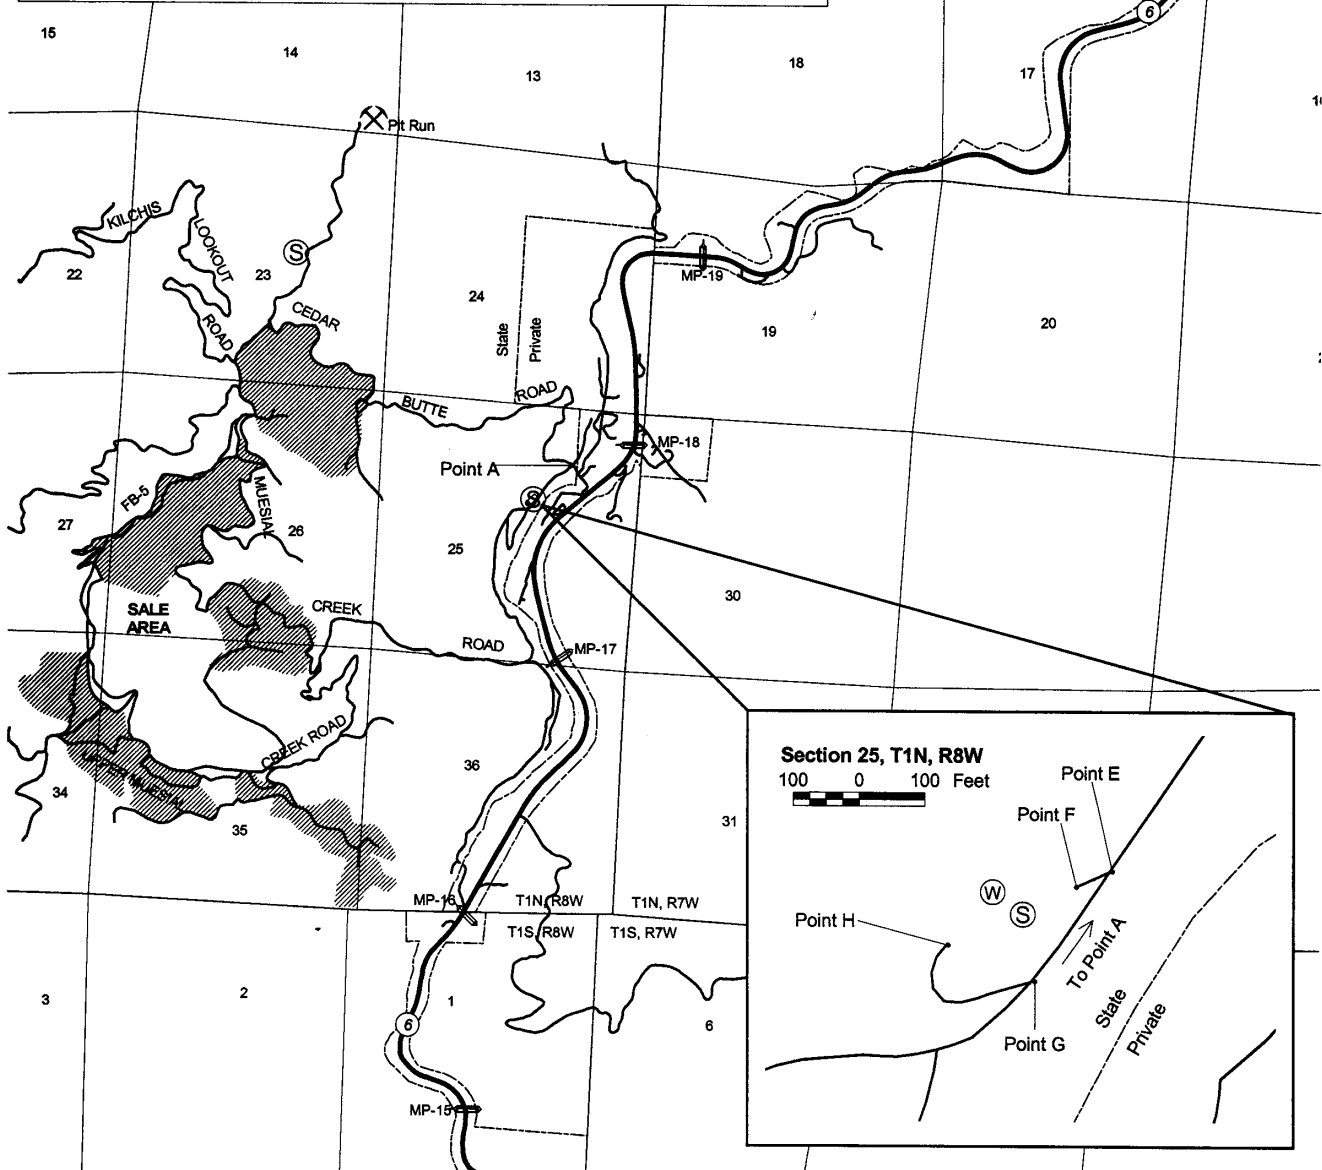 6
15
14
13
18
17
Pit Run
KILCHIS
LOOKOUT
ROAD
S
22
23
24
CEDAR
State
Private
MP-19
19
20
BUTTE
ROAD
MP-18
Point A
S
FB-5
MUESIAL
27
26
25
30
SALE
AREA
CREEK
ROAD
MP-17
CREEK ROAD
UPPER MUESIAL
34
35
36
31
MP-16
T1N, R8W
T1N, R7W
T1S, R8W
T1S, R7W
3
2
1
6
6
MP-15
Section 25, T1N, R8W
100 0 100 Feet
Point E
Point F
W
S
Point H
To Point A
State
Private
Point G